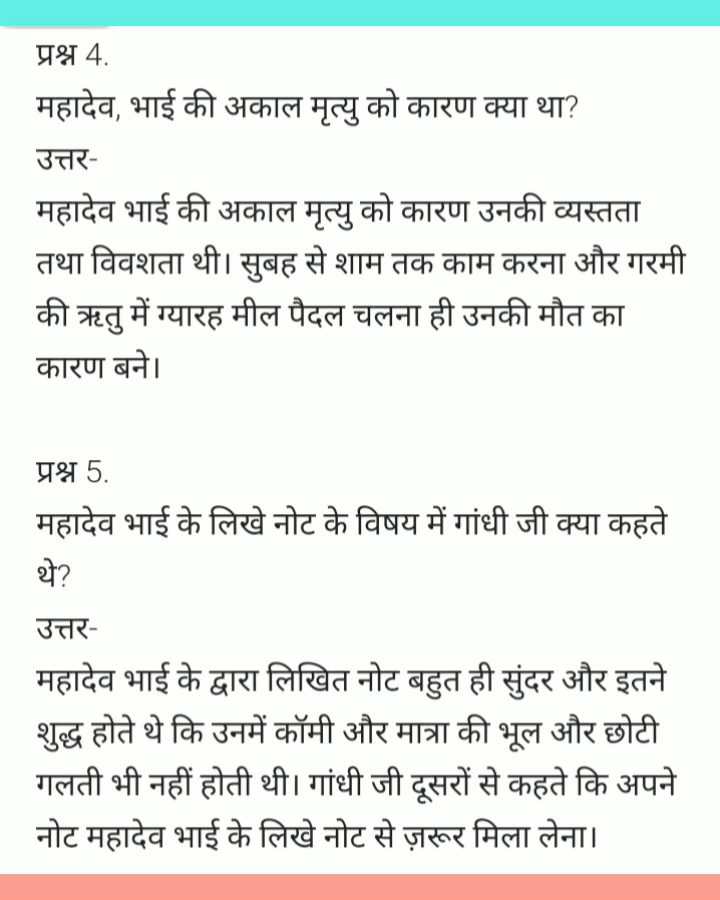 प्रश्न 4.
महादेव, भाई की अकाल मृत्यु को कारण क्या था?
उत्तर-
महादेव भाई की अकाल मृत्यु को कारण उनकी व्यस्तता
तथा विवशता थी। सुबह से शाम तक काम करना और गरमी
की ऋतु में ग्यारह मील पैदल चलना ही उनकी मौत का
कारण बने।
प्रश्न 5.
महादेव भाई के लिखे नोट के विषय में गांधी जी क्या कहते
थे?
उत्तर-
महादेव भाई के द्वारा लिखित नोट बहुत ही सुंदर और इतने
शुद्ध होते थे कि उनमें कॉमी और मात्रा की भूल और छोटी
गलती भी नहीं होती थी। गांधी जी दूसरों से कहते कि अपने
नोट महादेव भाई के लिखे नोट से ज़रूर मिला लेना।